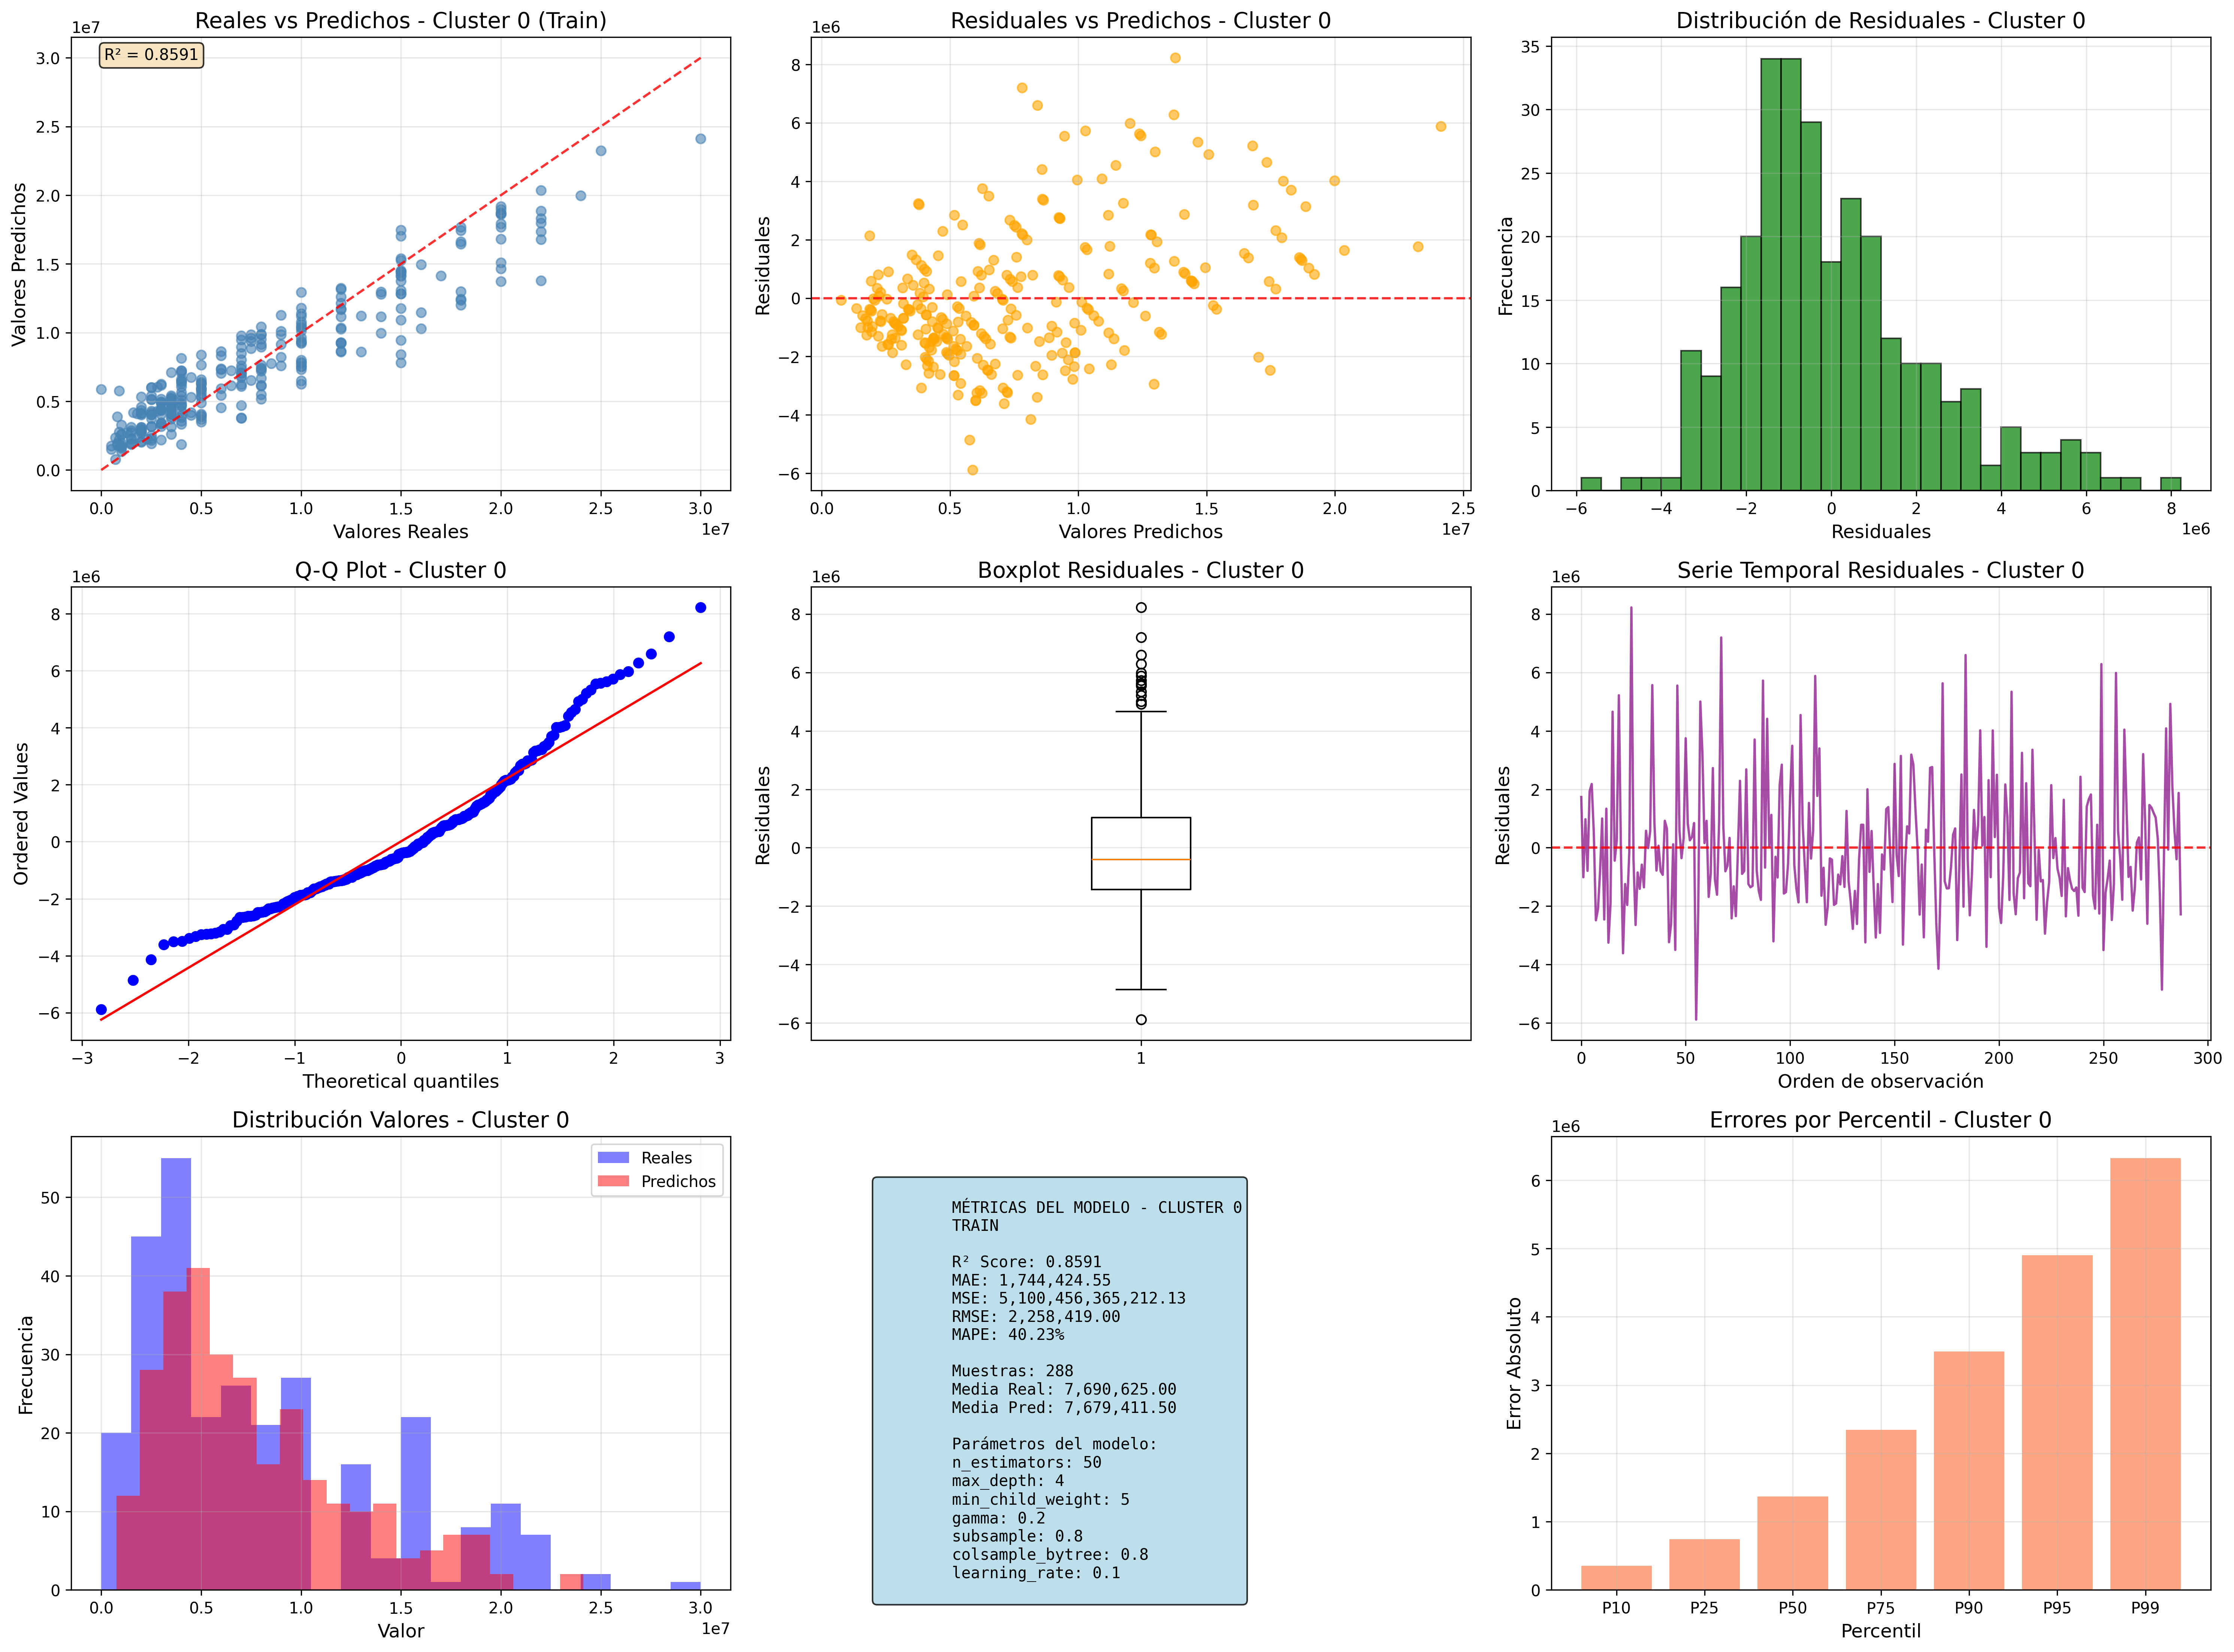 Reales vs Predichos - Cluster 0 (Train)
1e7
R² = 0.8591
3.0
2.5
2.0
1.5
1.0
0.5
0.0
Valores Predichos
0.0 0.5 1.0 1.5 2.0 2.5 3.0
1e7
Valores Reales
Residuales vs Predichos - Cluster 0
1e6
8
6
4
2
0
−2
−4
−6
Residuales
0.0 0.5 1.0 1.5 2.0 2.5
1e7
Valores Predichos
Distribución de Residuales - Cluster 0
35
30
25
20
15
10
5
0
Frecuencia
−6 −4 −2 0 2 4 6 8
1e6
Residuales
Q-Q Plot - Cluster 0
1e6
8
6
4
2
0
−2
−4
−6
Ordered Values
−3 −2 −1 0 1 2 3
Theoretical quantiles
Boxplot Residuales - Cluster 0
1e6
8
6
4
2
0
−2
−4
−6
Residuales
1
Serie Temporal Residuales - Cluster 0
1e6
8
6
4
2
0
−2
−4
−6
Residuales
0 50 100 150 200 250 300
Orden de observación
Distribución Valores - Cluster 0
Reales
Predichos
50
40
30
20
10
0
Frecuencia
0.0 0.5 1.0 1.5 2.0 2.5 3.0
1e7
Valor
MÉTRICAS DEL MODELO - CLUSTER 0
TRAIN
R² Score: 0.8591
MAE: 1,744,424.55
MSE: 5,100,456,365,212.13
RMSE: 2,258,419.00
MAPE: 40.23%
Muestras: 288
Media Real: 7,690,625.00
Media Pred: 7,679,411.50
Parámetros del modelo:
n_estimators: 50
max_depth: 4
min_child_weight: 5
gamma: 0.2
subsample: 0.8
colsample_bytree: 0.8
learning_rate: 0.1
Errores por Percentil - Cluster 0
1e6
6
5
4
3
2
1
0
Error Absoluto
P10 P25 P50 P75 P90 P95 P99
Percentil